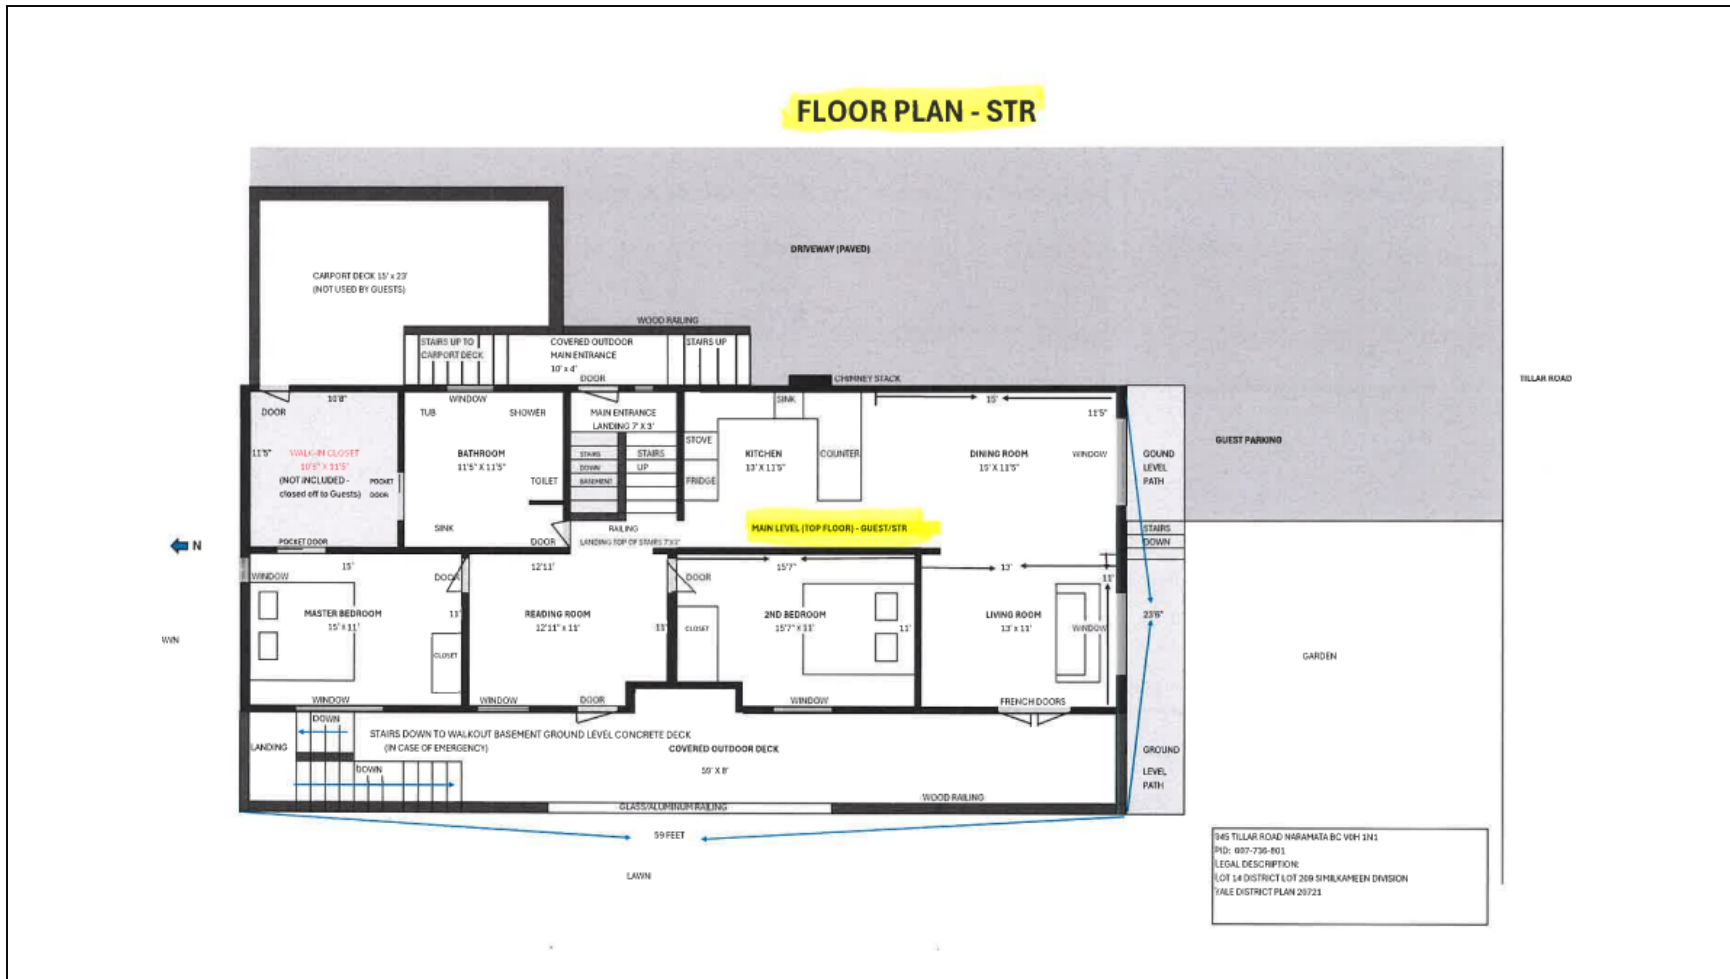 FLOOR PLAN - STR
DRIVEWAY (PAVED)
CARPORT DECK 15' x 23'
(NOT USED BY GUESTS)
WOOD RAILING
STAIRS UP TO
CARPORT DECK
COVERED OUTDOOR
MAIN ENTRANCE
10' x 4'
STAIRS UP
DOOR
CHIMNEY STACK
TILLAR ROAD
10'8"
DOOR
WINDOW
TUB
SHOWER
MAIN ENTRANCE
LANDING 7' X 3'
SINK
15'
11'5"
STOVE
GUEST PARKING
11'5"
WALK-IN CLOSET
10'5" X 11'5"
(NOT INCLUDED -
closed off to Guests)
POCKET
DOOR
BATHROOM
11'5" X 11'5"
TOILET
STAIRS
DOWN
BASEMENT
STAIRS
UP
FRIDGE
KITCHEN
13' X 11'5"
COUNTER
DINING ROOM
15' X 11'5"
WINDOW
GOUND
LEVEL
PATH
SINK
DOOR
RAILING
LANDING TOP OF STAIRS 7'X3'
MAIN LEVEL (TOP FLOOR) - GUEST/STR
STAIRS
DOWN
N
POCKET DOOR
WINDOW
15'
DOOR
12'11'
DOOR
15'7"
13'
11'
MASTER BEDROOM
15' X 11'
11'
CLOSET
READING ROOM
12'11" x 11'
11'
CLOSET
2ND BEDROOM
15'7" X 11'
11'
LIVING ROOM
13' x 11'
WINDOW
23'6"
GARDEN
WINDOW
WINDOW
DOOR
WINDOW
FRENCH DOORS
DOWN
LANDING
STAIRS DOWN TO WALKOUT BASEMENT GROUND LEVEL CONCRETE DECK
(IN CASE OF EMERGENCY)
COVERED OUTDOOR DECK
59' X 8'
DOWN
GROUND
LEVEL
PATH
WOOD RAILING
GLASS/ALUMINUM RAILING
59 FEET
LAWN
945 TILLAR ROAD NARAMATA BC V0H 1N1
PID: 007-736-801
LEGAL DESCRIPTION:
LOT 14 DISTRICT LOT 209 SIMILKAMEEN DIVISION
YALE DISTRICT PLAN 20721